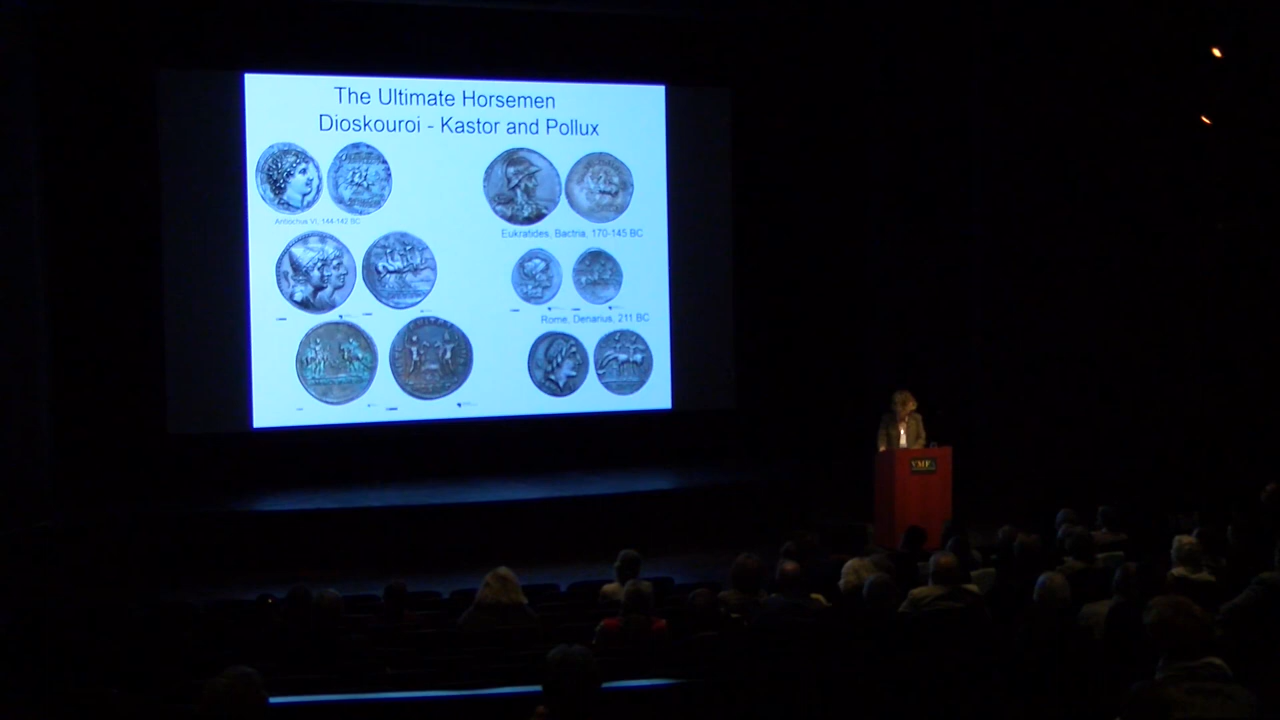 The Ultimate Horsemen
Dioskouroi - Kastor and Pollux
Antiochus VI, 144-142 BC
Eukratides, Bactria, 170-145 BC
Rome, Denarius, 211 BC
VMFA